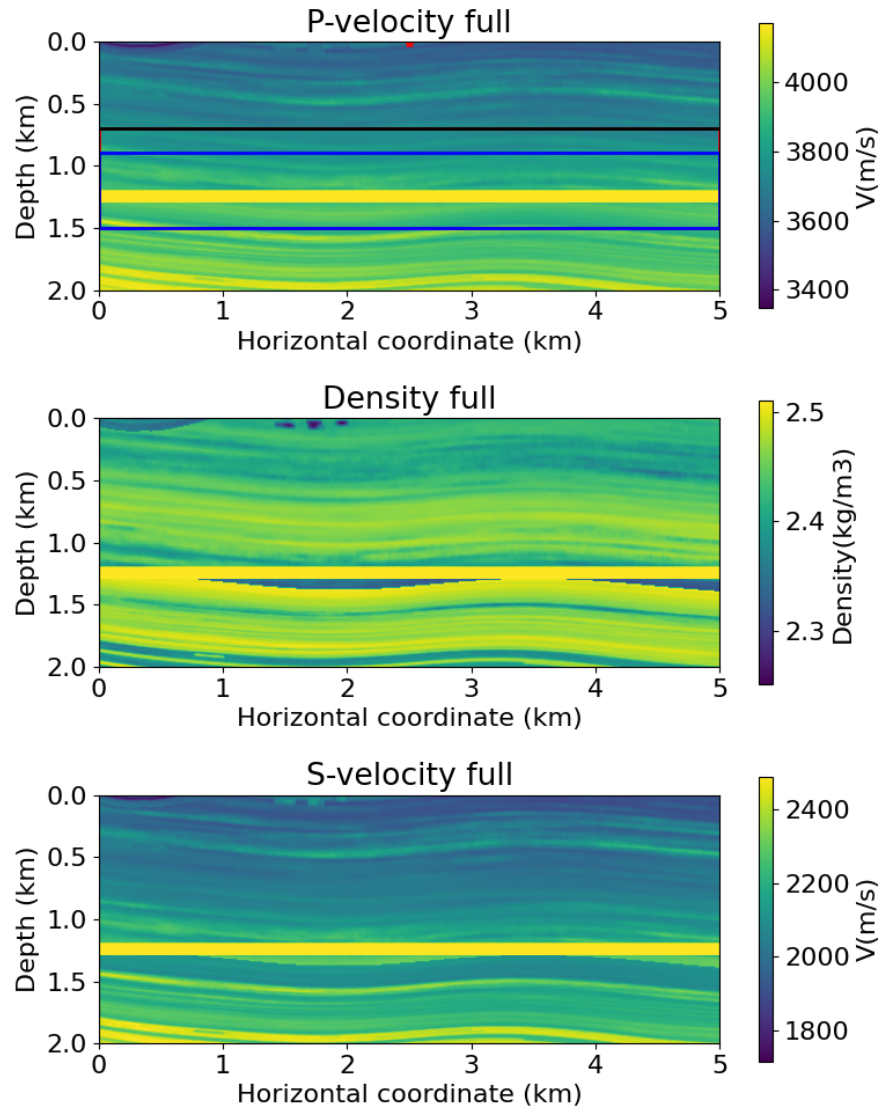 P-velocity full
0.0
0.5
1.0
1.5
2.0
Depth (km)
0 1 2 3 4 5
Horizontal coordinate (km)
4000
3800
3600
3400
V(m/s)
Density full
0.0
0.5
1.0
1.5
2.0
Depth (km)
0 1 2 3 4 5
Horizontal coordinate (km)
2.5
2.4
2.3
Density(kg/m3)
S-velocity full
0.0
0.5
1.0
1.5
2.0
Depth (km)
0 1 2 3 4 5
Horizontal coordinate (km)
2400
2200
2000
1800
V(m/s)